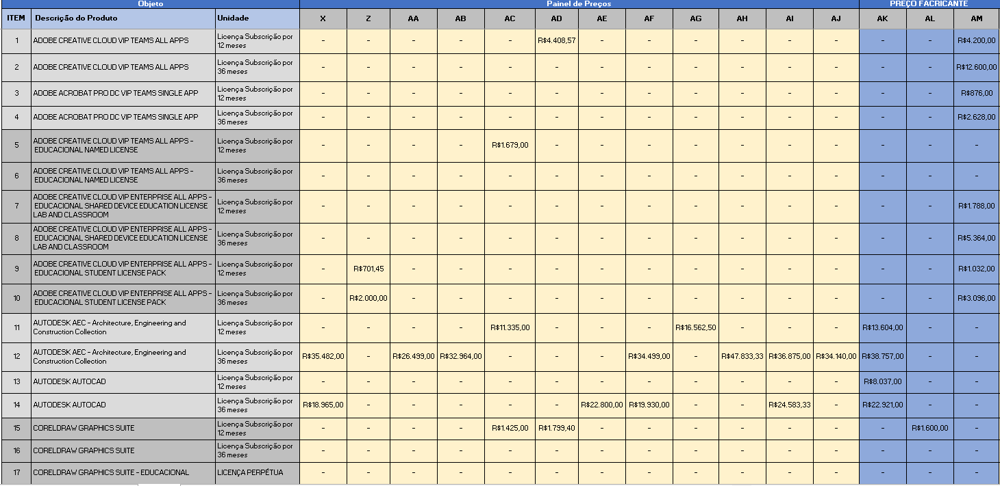 Objeto Painel de Preços PREÇO FACRICANTE
ITEM Descrição do Produto Unidade X Z AA AB AC AD AE AF AG AH AI AJ AK AL AM
1 ADOBE CREATIVE CLOUD VIP TEAMS ALL APPS Licença Subscrição por 12 meses - - - - - R$4.408,57 - - - - - - - - R$4.200,00
2 ADOBE CREATIVE CLOUD VIP TEAMS ALL APPS Licença Subscrição por 36 meses - - - - - - - - - - - - - - R$12.600,00
3 ADOBE ACROBAT PRO DC VIP TEAMS SINGLE APP Licença Subscrição por 12 meses - - - - - - - - - - - - - - R$876,00
4 ADOBE ACROBAT PRO DC VIP TEAMS SINGLE APP Licença Subscrição por 36 meses - - - - - - - - - - - - - - R$2.628,00
5 ADOBE CREATIVE CLOUD VIP TEAMS ALL APPS - EDUCACIONAL NAMED LICENSE Licença Subscrição por 12 meses - - - - R$1.679,00 - - - - - - - - - -
6 ADOBE CREATIVE CLOUD VIP TEAMS ALL APPS - EDUCACIONAL NAMED LICENSE Licença Subscrição por 36 meses - - - - - - - - - - - - - - -
7 ADOBE CREATIVE CLOUD VIP ENTERPRISE ALL APPS - EDUCACIONAL SHARED DEVICE EDUCATION LICENSE LAB AND CLASSROOM Licença Subscrição por 12 meses - - - - - - - - - - - - - - R$1.788,00
8 ADOBE CREATIVE CLOUD VIP ENTERPRISE ALL APPS - EDUCACIONAL SHARED DEVICE EDUCATION LICENSE LAB AND CLASSROOM Licença Subscrição por 36 meses - - - - - - - - - - - - - - R$5.364,00
9 ADOBE CREATIVE CLOUD VIP ENTERPRISE ALL APPS - EDUCACIONAL STUDENT LICENSE PACK Licença Subscrição por 12 meses - R$701,45 - - - - - - - - - - - - R$1.032,00
10 ADOBE CREATIVE CLOUD VIP ENTERPRISE ALL APPS - EDUCACIONAL STUDENT LICENSE PACK Licença Subscrição por 36 meses - R$2.000,00 - - - - - - - - - - - - R$3.096,00
11 AUTODESK AEC - Architecture, Engineering and Construction Collection Licença Subscrição por 12 meses - - - - R$11.335,00 - - - R$16.562,50 - - - R$13.604,00 - -
12 AUTODESK AEC - Architecture, Engineering and Construction Collection Licença Subscrição por 36 meses R$35.482,00 - R$26.499,00 R$32.964,00 - - - R$34.499,00 - R$47.833,33 R$36.875,00 R$34.140,00 R$38.757,00 - -
13 AUTODESK AUTOCAD Licença Subscrição por 12 meses - - - - - - - - - - - - R$8.037,00 - -
14 AUTODESK AUTOCAD Licença Subscrição por 36 meses R$18.965,00 - - - - - R$22.800,00 R$19.930,00 - - R$24.583,33 - R$22.921,00 - -
15 CORELDRAW GRAPHICS SUITE Licença Subscrição por 12 meses - - - - R$1.425,00 R$1.799,40 - - - - - - - R$1.600,00 -
16 CORELDRAW GRAPHICS SUITE Licença Subscrição por 36 meses - - - - - - - - - - - - - - -
17 CORELDRAW GRAPHICS SUITE - EDUCACIONAL LICENÇA PERPÉTUA - - - - - - - - - - - - - - -